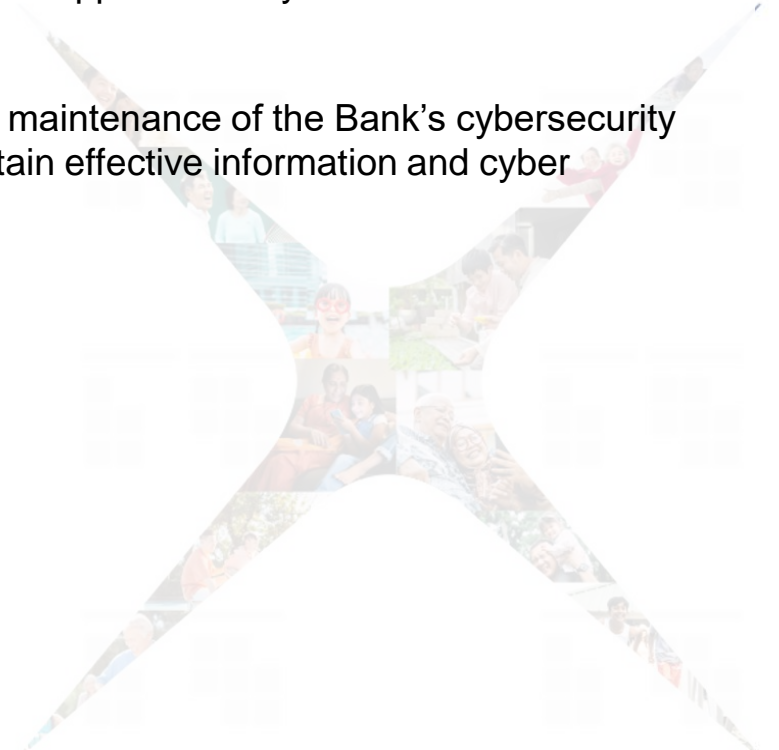 maintenance of the Bank’s cybersecurity
tain effective information and cyber